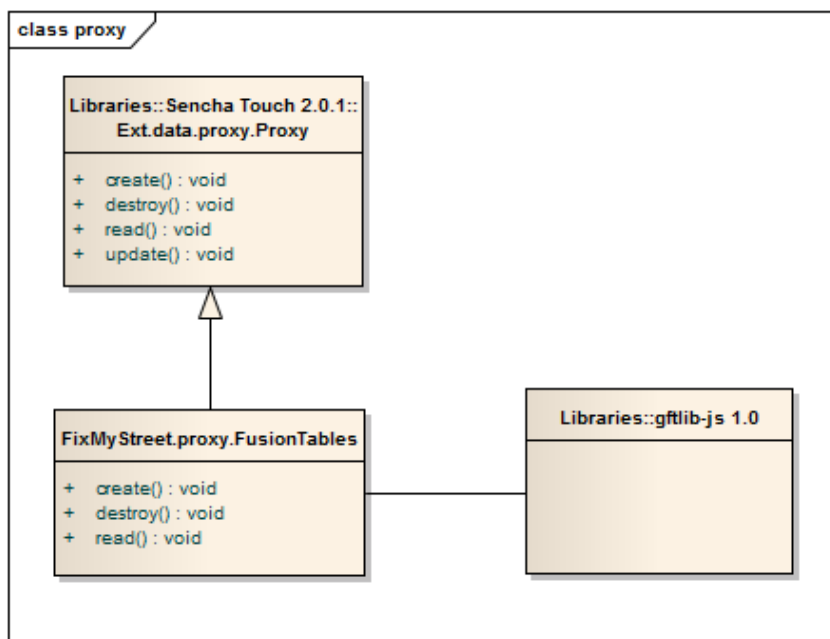 class proxy
Libraries::Sencha Touch 2.0.1::
Ext.data.proxy.Proxy
+ create() : void
+ destroy() : void
+ read() : void
+ update() : void
FixMyStreet.proxy.FusionTables
+ create() : void
+ destroy() : void
+ read() : void
Libraries::gftlib-js 1.0